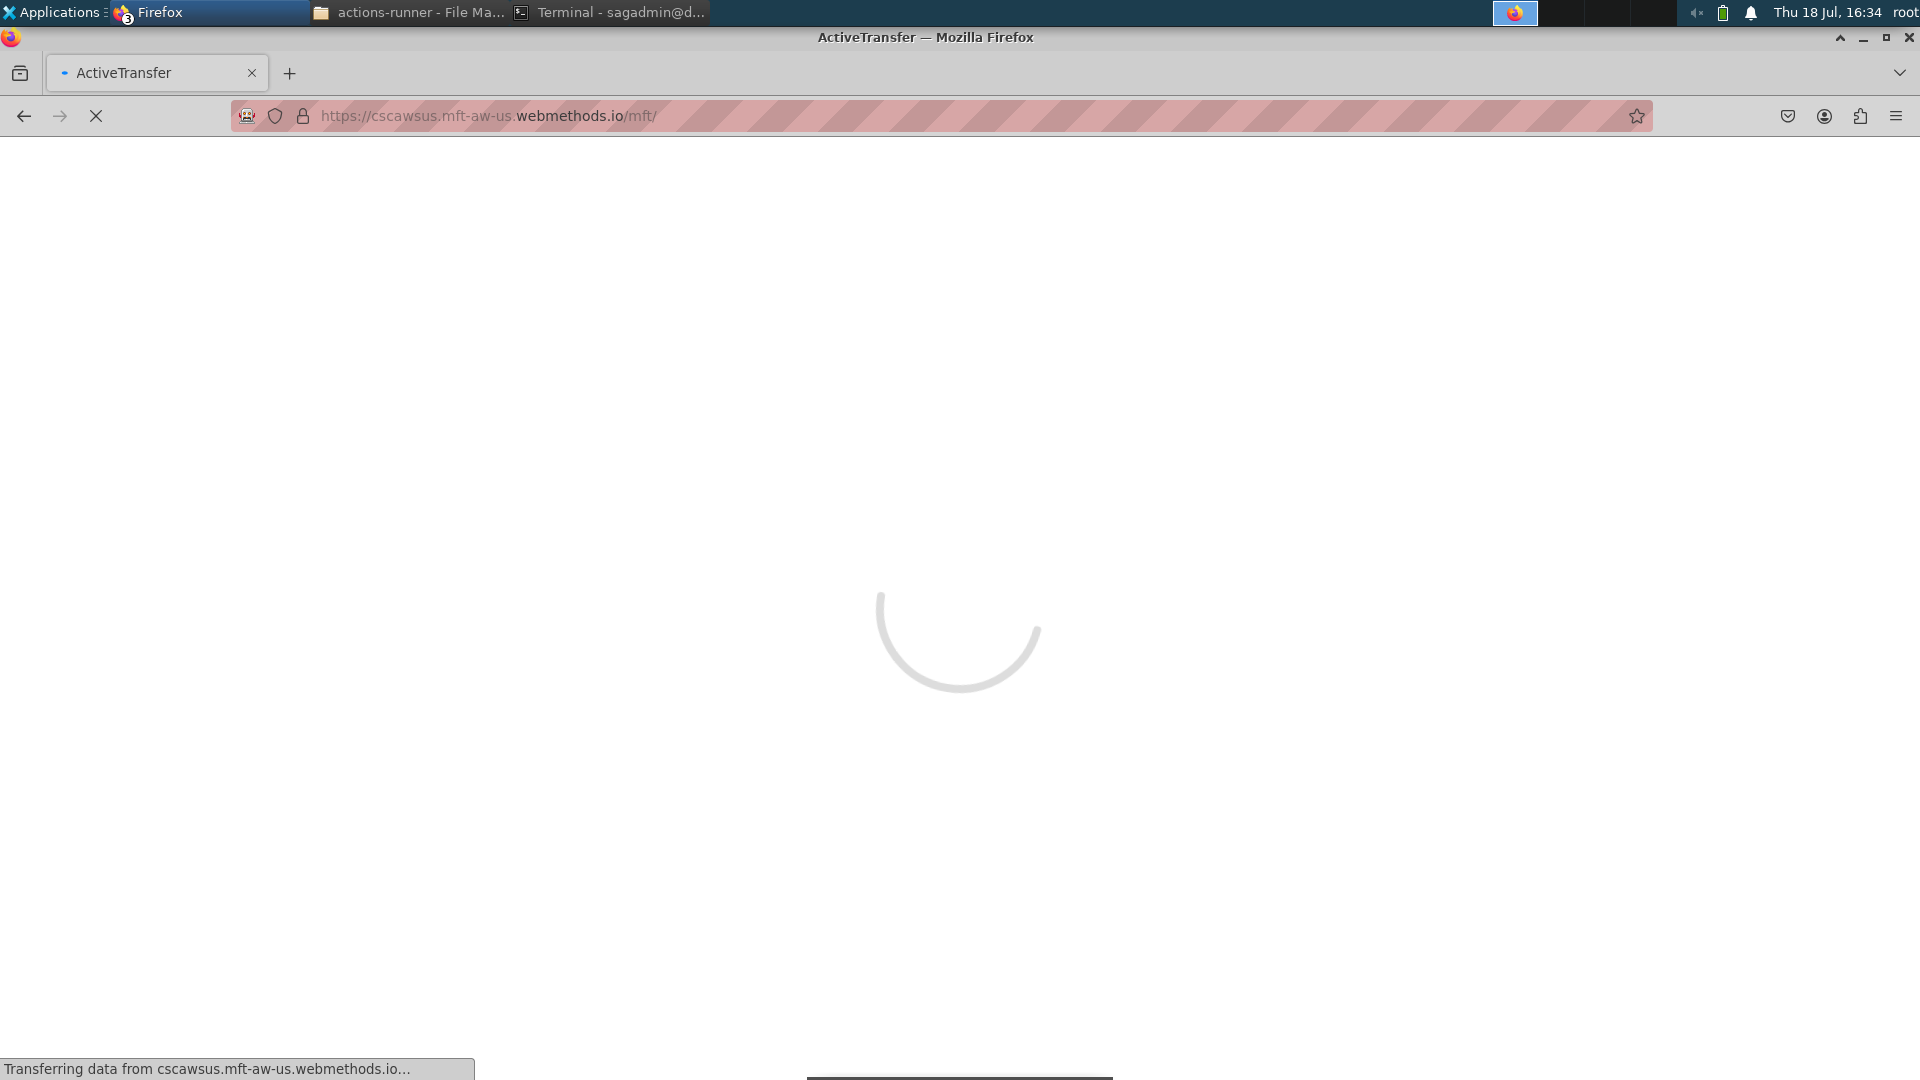 Applications
3
Firefox
actions-runner - File Ma...
Terminal - sagadmin@d...
Thu 18 Jul, 16:34
root
ActiveTransfer — Mozilla Firefox
ActiveTransfer
https://cscawsus.mft-aw-us.webmethods.io/mft/
Transferring data from cscawsus.mft-aw-us.webmethods.io…